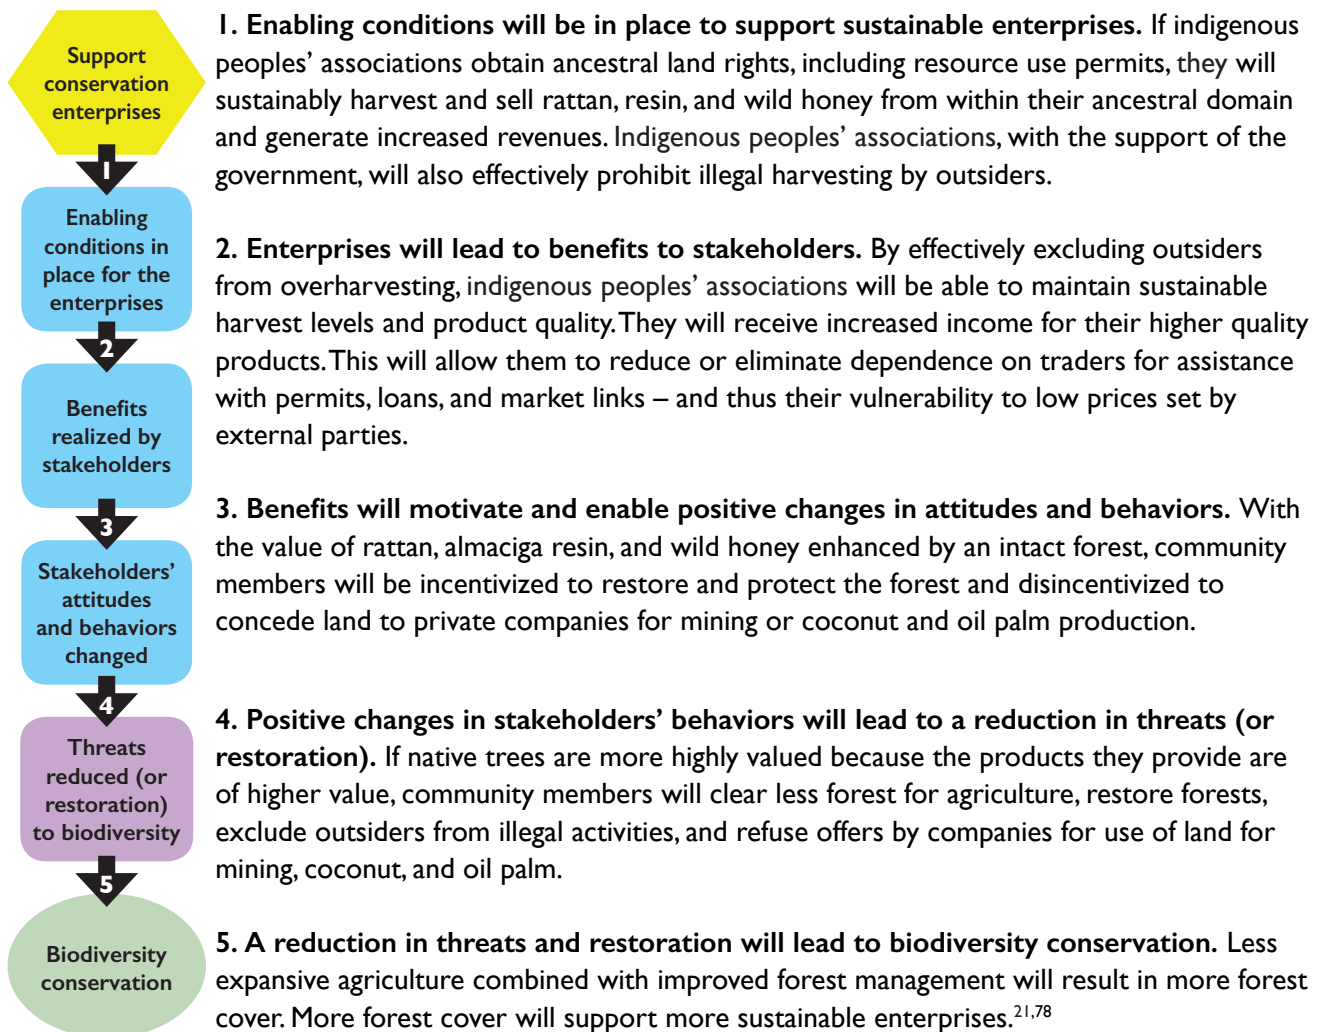 Support
conservation
enterprises
1
Enabling
conditions in
place for the
enterprises
2
Benefits
realized by
stakeholders
3
Stakeholders'
attitudes
and behaviors
changed
4
Threats
reduced (or
restoration)
to biodiversity
5
Biodiversity
conservation
1. Enabling conditions will be in place to support sustainable enterprises. If indigenous
peoples' associations obtain ancestral land rights, including resource use permits, they will
sustainably harvest and sell rattan, resin, and wild honey from within their ancestral domain
and generate increased revenues. Indigenous peoples' associations, with the support of the
government, will also effectively prohibit illegal harvesting by outsiders.
2. Enterprises will lead to benefits to stakeholders. By effectively excluding outsiders
from overharvesting, indigenous peoples' associations will be able to maintain sustainable
harvest levels and product quality. They will receive increased income for their higher quality
products. This will allow them to reduce or eliminate dependence on traders for assistance
with permits, loans, and market links – and thus their vulnerability to low prices set by
external parties.
3. Benefits will motivate and enable positive changes in attitudes and behaviors. With
the value of rattan, almaciga resin, and wild honey enhanced by an intact forest, community
members will be incentivized to restore and protect the forest and disincentivized to
concede land to private companies for mining or coconut and oil palm production.
4. Positive changes in stakeholders' behaviors will lead to a reduction in threats (or
restoration). If native trees are more highly valued because the products they provide are
of higher value, community members will clear less forest for agriculture, restore forests,
exclude outsiders from illegal activities, and refuse offers by companies for use of land for
mining, coconut, and oil palm.
5. A reduction in threats and restoration will lead to biodiversity conservation. Less
expansive agriculture combined with improved forest management will result in more forest
cover. More forest cover will support more sustainable enterprises.21,78